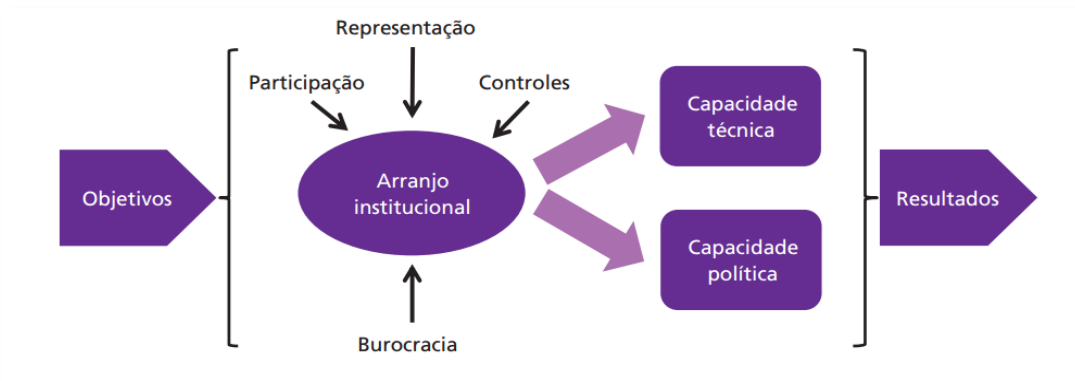 Representação
Participação
Controles
Capacidade
técnica
Arranjo
institucional
Objetivos
Resultados
Capacidade
política
Burocracia